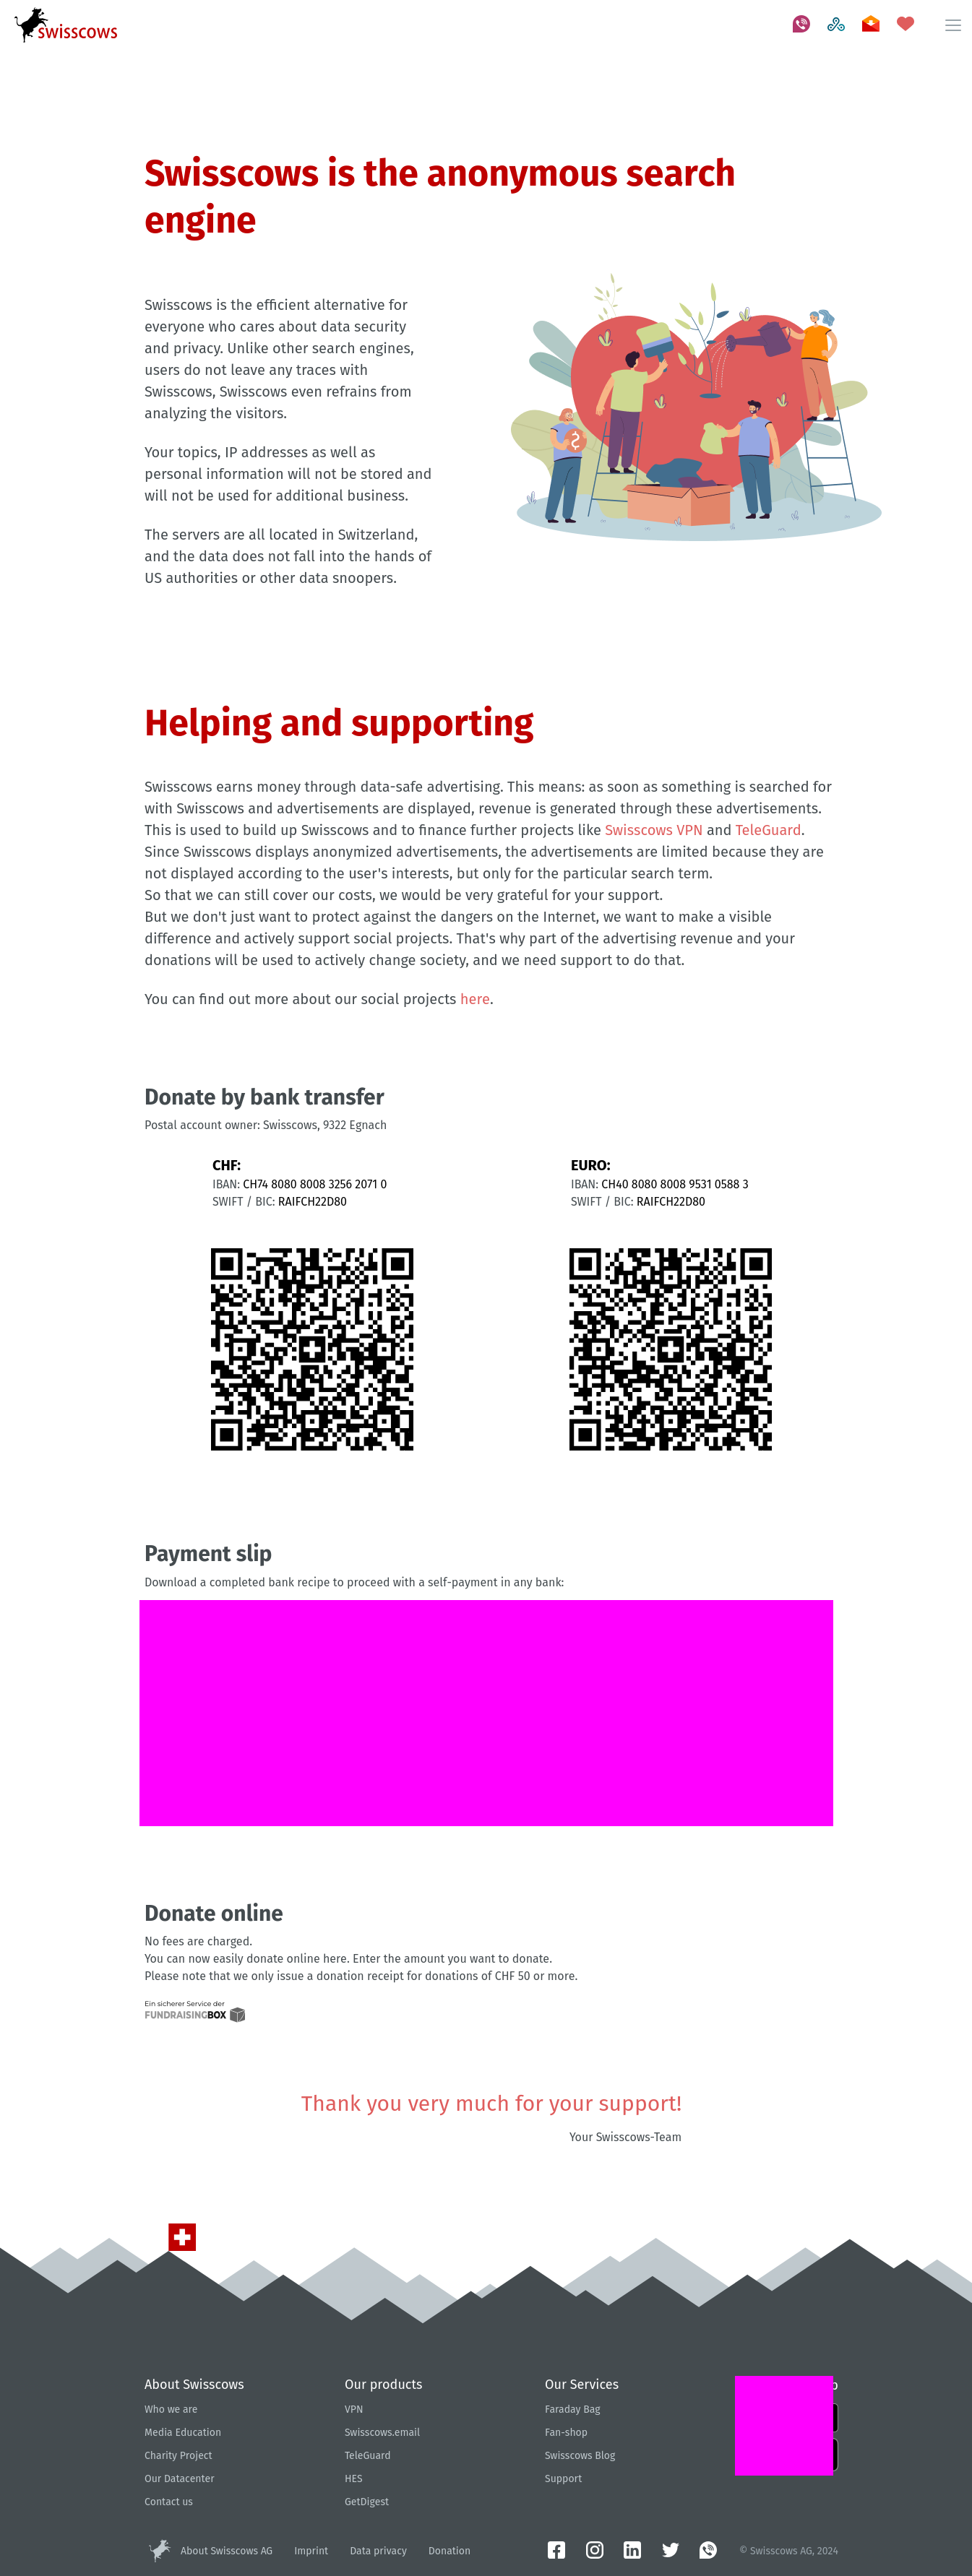 swisscows
Swisscows is the anonymous search
engine
Swisscows is the efficient alternative for
everyone who cares about data security
and privacy. Unlike other search engines,
users do not leave any traces with
Swisscows, Swisscows even refrains from
analyzing the visitors.
Your topics, IP addresses as well as
personal information will not be stored and
will not be used for additional business.
The servers are all located in Switzerland,
and the data does not fall into the hands of
US authorities or other data snoopers.
Helping and supporting
Swisscows earns money through data-safe advertising. This means: as soon as something is searched for
with Swisscows and advertisements are displayed, revenue is generated through these advertisements.
This is used to build up Swisscows and to finance further projects like Swisscows VPN and TeleGuard.
Since Swisscows displays anonymized advertisements, the advertisements are limited because they are
not displayed according to the user's interests, but only for the particular search term.
So that we can still cover our costs, we would be very grateful for your support.
But we don't just want to protect against the dangers on the Internet, we want to make a visible
difference and actively support social projects. That's why part of the advertising revenue and your
donations will be used to actively change society, and we need support to do that.
You can find out more about our social projects here.
Donate by bank transfer
Postal account owner: Swisscows, 9322 Egnach
CHF:
IBAN: CH74 8080 8008 3256 2071 0
SWIFT / BIC: RAIFCH22D80
EURO:
IBAN: CH40 8080 8008 9531 0588 3
SWIFT / BIC: RAIFCH22D80
Payment slip
Download a completed bank recipe to proceed with a self-payment in any bank:
Donate online
No fees are charged.
You can now easily donate online here. Enter the amount you want to donate.
Please note that we only issue a donation receipt for donations of CHF 50 or more.
Ein sicherer Service der
FUNDRAISINGBOX
Thank you very much for your support!
Your Swisscows-Team
About Swisscows
Who we are
Media Education
Charity Project
Our Datacenter
Contact us
Our products
VPN
Swisscows.email
TeleGuard
HES
GetDigest
Our Services
Faraday Bag
Fan-shop
Swisscows Blog
Support
About Swisscows AG
Imprint
Data privacy
Donation
© Swisscows AG, 2024